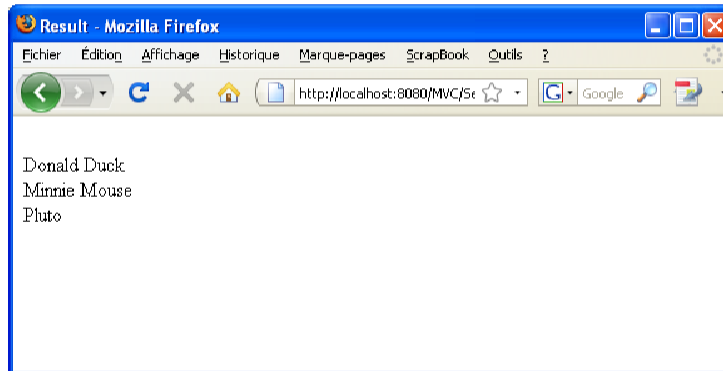 Result - Mozilla Firefox
Fichier Édition Affichage Historique Marque-pages ScrapBook Outils ?
http://localhost:8080/MVC/Se G Google
Donald Duck
Minnie Mouse
Pluto